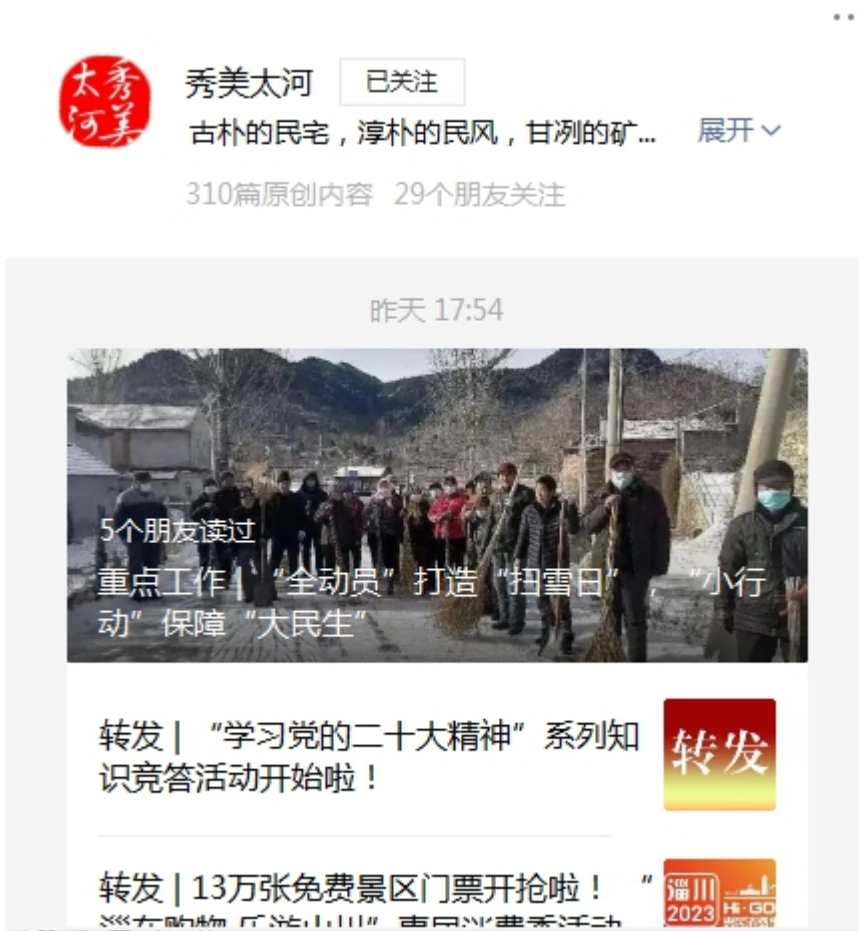 秀美太河
秀美太河 已关注
古朴的民宅，淳朴的民风，甘冽的矿... 展开
310篇原创内容 29个朋友关注
昨天 17:54
5个朋友读过
重点工作 | “全动员”打造“扫雪日”，“小行
动”保障“大民生”
转发 | “学习党的二十大精神”系列知
识竞答活动开始啦！
转发
转发 | 13万张免费景区门票开抢啦！“
淄川
2023 HI·GO